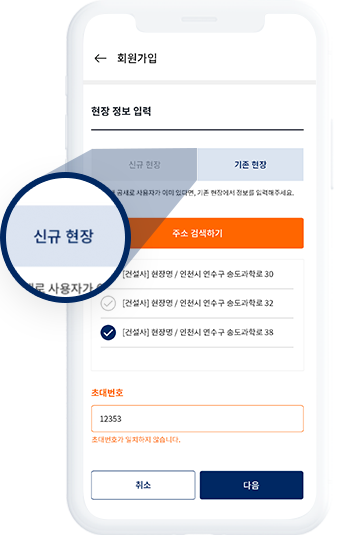 회원가입
현장 정보 입력
신규 현장
기존 현장
공새로 사용자가 이미 있다면, 기존 현장에서 정보를 입력해주세요.
신규 현장
로 사용자가
주소 검색하기
[건설사] 현장명 / 인천시 연수구 송도과학로 30
[건설사] 현장명 / 인천시 연수구 송도과학로 32
[건설사] 현장명 / 인천시 연수구 송도과학로 38
초대번호
12353
초대번호가 일치하지 않습니다.
취소
다음